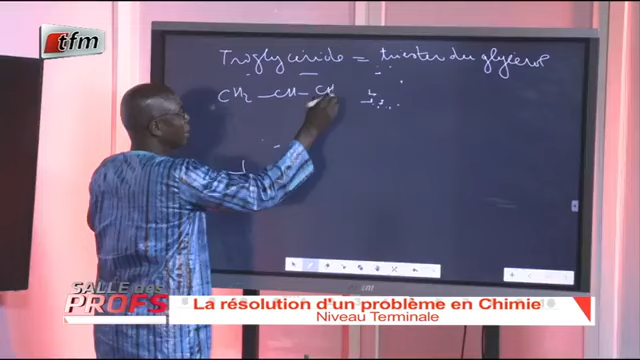 tfm
Triglycéride = triester du glycérol
CH2 — CH — CH
SALLE des
PROFS
La résolution d'un problème en Chimie
Niveau Terminale